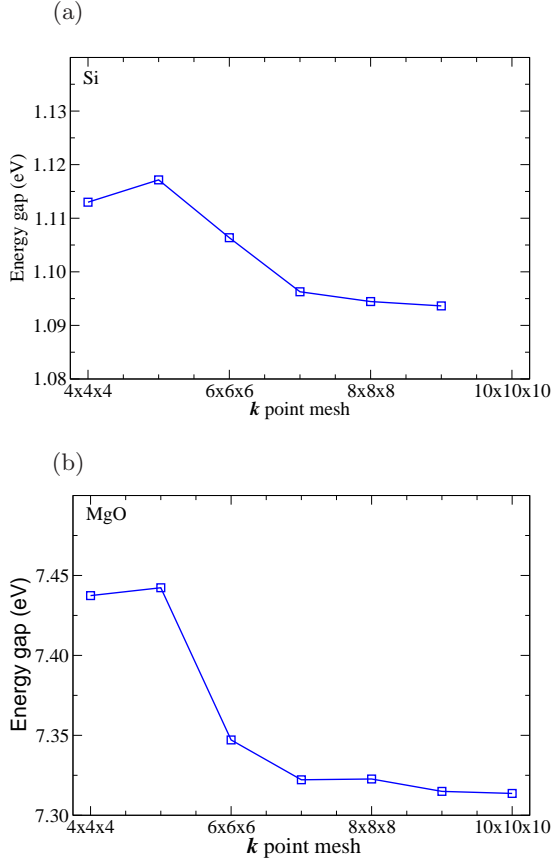 (a)
Si
Energy gap (eV)
1.13
1.12
1.11
1.10
1.09
1.08
4x4x4 6x6x6 8x8x8 10x10x10
k point mesh
(b)
MgO
Energy gap (eV)
7.45
7.40
7.35
7.30
4x4x4 6x6x6 8x8x8 10x10x10
k point mesh